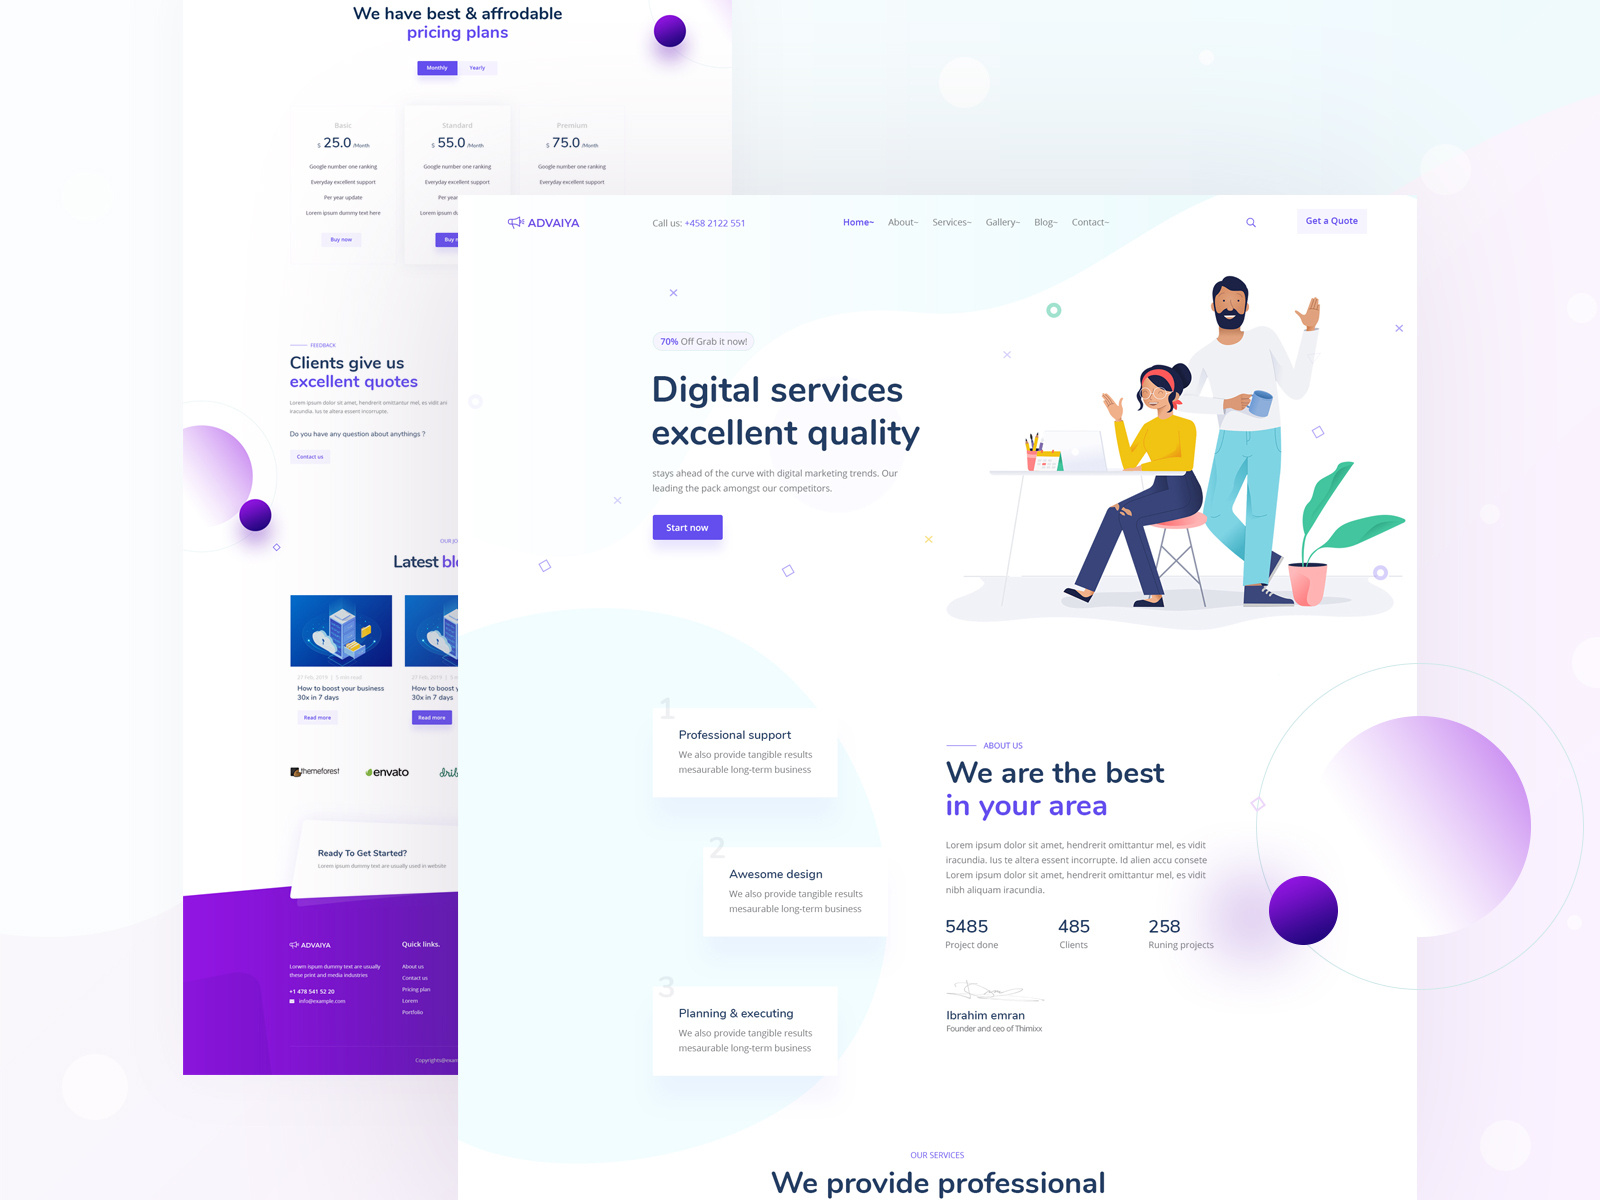 We have best & affrodable
pricing plans
Monthly
Yearly
Basic
$ 25.0 /Month
Google number one ranking
Everyday excellent support
Per year update
Lorem ipsum dummy text here
Buy now
Standard
$ 55.0 /Month
Google number one ranking
Everyday excellent support
Per year
Lorem ipsum d
Buy n
Premium
$ 75.0 /Month
Google number one ranking
Everyday excellent support
FEEDBACK
Clients give us
excellent quotes
Lorem ipsum dolor sit amet, hendrerit omittantur mel, es vidit ani
iracundia. Ius te altera essent incorrupte.
Do you have any question about anythings ?
Contact us
OUR JO
Latest blo
27 Feb, 2019 | 5 min read
How to boost your business
30x in 7 days
Read more
27 Feb, 2019 | 5 min
How to boost y
30x in 7 days
Read more
themeforest
envato
drib
Ready To Get Started?
Lorem ipsum dummy text are usually used in website
ADVAIYA
Lorwm ispum dummy text are usually
these print and media industries
+1 478 541 52 20
info@example.com
Quick links.
About us
Contact us
Pricing plan
Lorem
Portfolio
Copyrights@exam
ADVAIYA
Call us: +458 2122 551
Home~ About~ Services~ Gallery~ Blog~ Contact~
Get a Quote
70% Off Grab it now!
Digital services
excellent quality
stays ahead of the curve with digital marketing trends. Our
leading the pack amongst our competitors.
Start now
1
Professional support
We also provide tangible results
mesaurable long-term business
2
Awesome design
We also provide tangible results
mesaurable long-term business
3
Planning & executing
We also provide tangible results
mesaurable long-term business
ABOUT US
We are the best
in your area
Lorem ipsum dolor sit amet, hendrerit omittantur mel, es vidit
iracundia. Ius te altera essent incorrupte. Id alien accu consete
Lorem ipsum dolor sit amet, hendrerit omittantur mel, es vidit
nibh aliquam iracundia.
5485
Project done
485
Clients
258
Runing projects
Ibrahim emran
Founder and ceo of Thimixx
OUR SERVICES
We provide professional